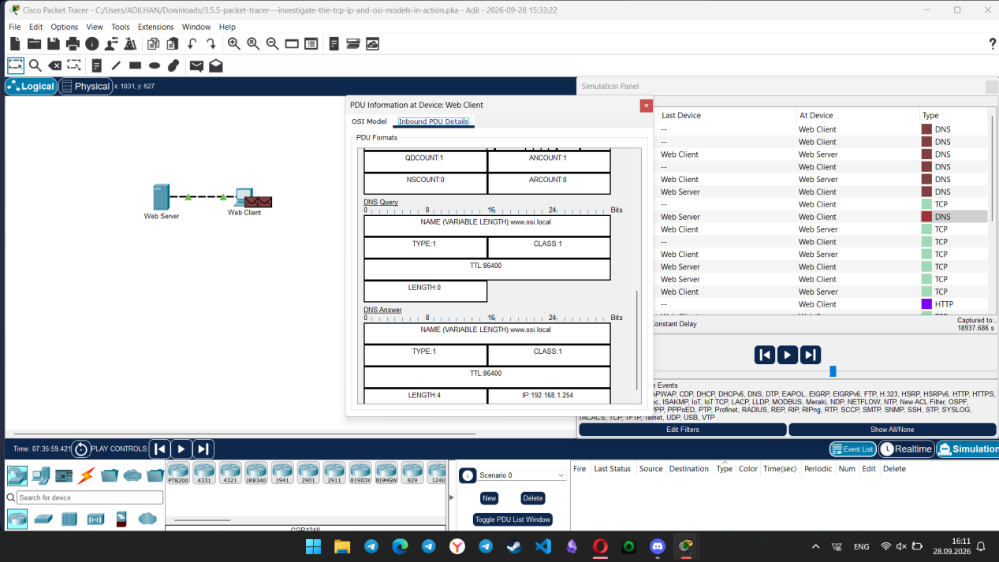 Cisco Packet Tracer - C:/Users/ADILHAN/Downloads/3.5.5-packet-tracer---investigate-the-tcp-ip-and-osi-models-in-action.pka - Adil - 2026-09-28 15:33:22
File Edit Options View Tools Extensions Window Help
Logical Physical x: 1031, y: 627
Simulation Panel
PDU Information at Device: Web Client
OSI Model Inbound PDU Details
PDU Formats
QDCOUNT:1 ANCOUNT:1
NSCOUNT:0 ARCOUNT:0
DNS Query
0 8 16 24 Bits
NAME (VARIABLE LENGTH):www.osi.local
TYPE:1 CLASS:1
TTL:86400
LENGTH:0
DNS Answer
0 8 16 24 Bits
NAME (VARIABLE LENGTH):www.osi.local
TYPE:1 CLASS:1
TTL:86400
LENGTH:4 IP:192.168.1.254
Web Server
Web Client
Last Device At Device Type
-- Web Client DNS
-- Web Client DNS
Web Client Web Server DNS
-- Web Client DNS
Web Client Web Server DNS
Web Server Web Client DNS
-- Web Client TCP
Web Server Web Client DNS
Web Client Web Server TCP
-- Web Client TCP
Web Client Web Server TCP
Web Server Web Client TCP
Web Server Web Client TCP
Web Client Web Server TCP
-- Web Client HTTP
Constant Delay
Captured to:
18937.686 s
e Events
APWAP, CDP, DHCP, DHCPv6, DNS, DTP, EAPOL, EIGRP, EIGRPv6, FTP, H.323, HSRP, HSRPv6, HTTP, HTTPS,
ec, ISAKMP, IoT, IoT TCP, LACP, LLDP, MODBUS, Meraki, NDP, NETFLOW, NTP, New ACL Filter, OSPF,
PPP, PPPoED, PTP, Profinet, RADIUS, REP, RIP, RIPng, RTP, SCCP, SMTP, SNMP, SSH, STP, SYSLOG,
TACACS, TCP, TFTP, Telnet, UDP, USB, VTP
Edit Filters Show All/None
Time: 07:35:59.421 PLAY CONTROLS:
Event List Realtime Simulation
PT8200 4331 4321 IR8340 1941 2901 2911 819IOX 819HGW 829 1240
Search for device
CGR1240
Scenario 0
New Delete
Toggle PDU List Window
Fire Last Status Source Destination Type Color Time(sec) Periodic Num Edit Delete
ENG
16:11
28.09.2026